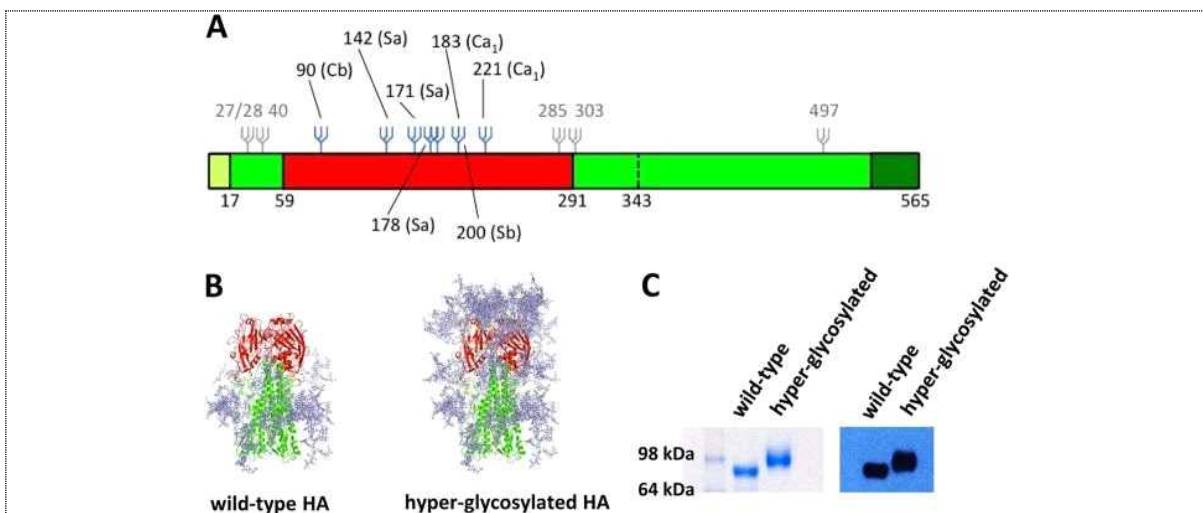 A
142 (Sa)
183 (Ca₁)
90 (Cb)
171 (Sa)
221 (Ca₁)
27/28 40
285 303
497
17
59
291
343
565
178 (Sa)
200 (Sb)
B
wild-type HA
hyper-glycosylated HA
C
wild-type
hyper-glycosylated
wild-type
hyper-glycosylated
98 kDa
64 kDa